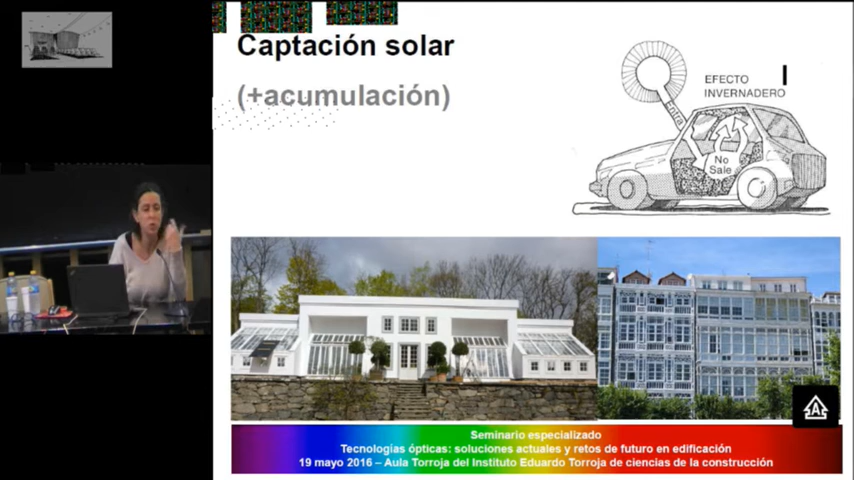 Captación solar
(+acumulación)
EFECTO
INVERNADERO
Entra
No
Sale
Seminario especializado
Tecnologías ópticas: soluciones actuales y retos de futuro en edificación
19 mayo 2016 – Aula Torroja del Instituto Eduardo Torroja de ciencias de la construcción